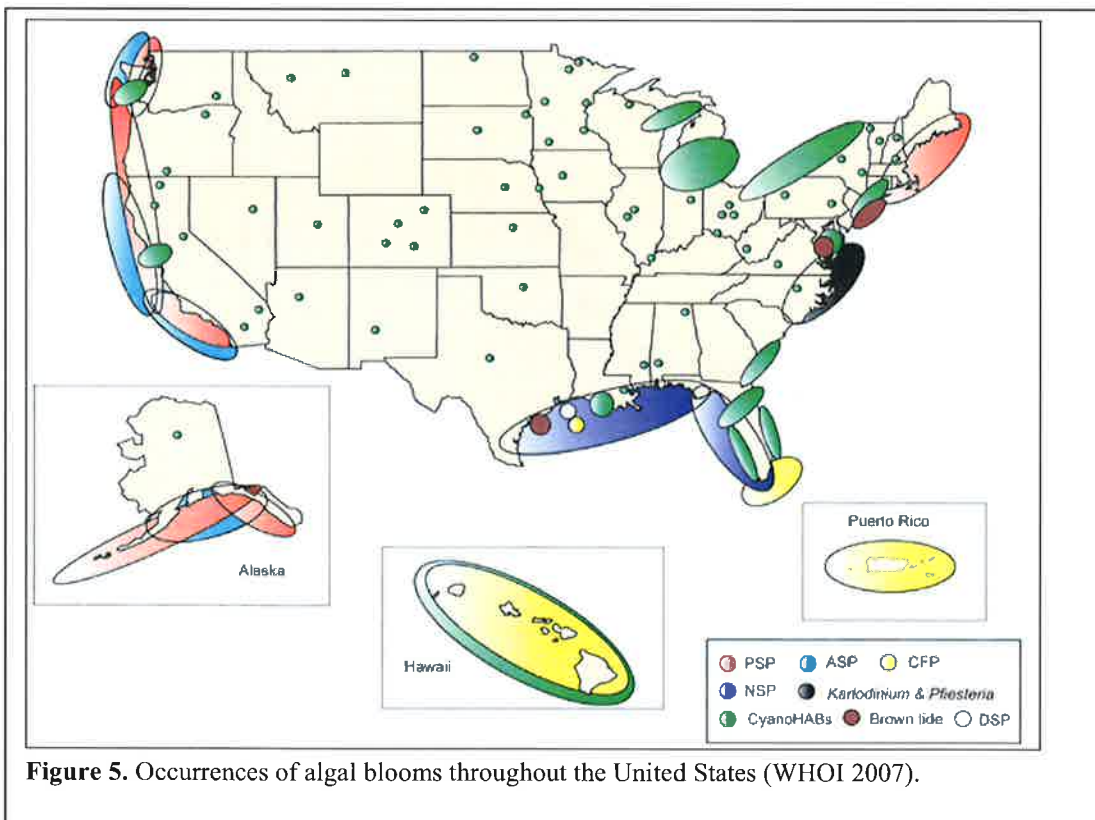 Alaska
Hawaii
Puerto Rico
PSP ASP CFP
NSP Karlodinium & Pfiesteria
CyanoHABs Brown tide DSP
Figure 5. Occurrences of algal blooms throughout the United States (WHOI 2007).